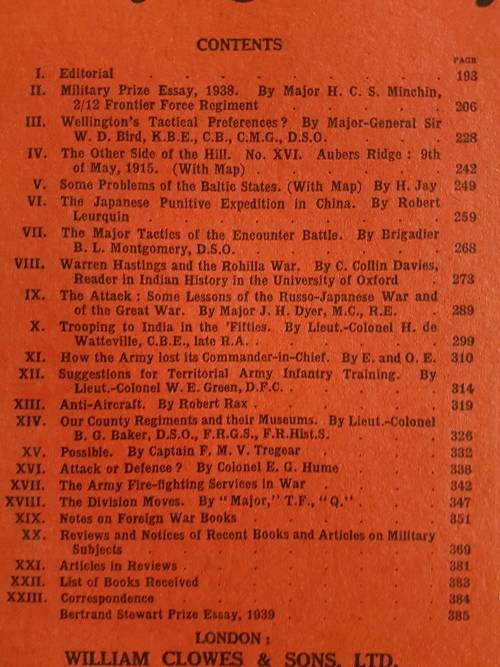 CONTENTS
PAGE
I. Editorial . . . . . . . . 193
II. Military Prize Essay, 1938. By Major H. C. S. Minchin,
2/12 Frontier Force Regiment . . . . . 206
III. Wellington's Tactical Preferences? By Major-General Sir
W. D. Bird, K.B.E., C.B., C.M.G., D.S.O. . . . . 228
IV. The Other Side of the Hill. No. XVI. Aubers Ridge : 9th
of May, 1915. (With Map) . . . . . . 242
V. Some Problems of the Baltic States. (With Map) By H. Jay 249
VI. The Japanese Punitive Expedition in China. By Robert
Leurquin . . . . . . . . 259
VII. The Major Tactics of the Encounter Battle. By Brigadier
B. L. Montgomery, D.S.O. . . . . . . 268
VIII. Warren Hastings and the Rohilla War. By C. Collin Davies,
Reader in Indian History in the University of Oxford . 273
IX. The Attack : Some Lessons of the Russo-Japanese War and
of the Great War. By Major J. H. Dyer, M.C., R.E. . 289
X. Trooping to India in the 'Fifties. By Lieut.-Colonel H. de
Watteville, C.B.E., late R.A. . . . . . 299
XI. How the Army lost its Commander-in-Chief. By E. and O. E. 310
XII. Suggestions for Territorial Army Infantry Training. By
Lieut.-Colonel W. E. Green, D.F.C. . . . . 314
XIII. Anti-Aircraft. By Robert Rax . . . . . 319
XIV. Our County Regiments and their Museums. By Lieut.-Colonel
B. G. Baker, D.S.O., F.R.G.S., F.R.Hist.S. . . . 326
XV. Possible. By Captain F. M. V. Tregear . . . . 332
XVI. Attack or Defence? By Colonel E. G. Hume . . . 338
XVII. The Army Fire-fighting Services in War . . . 342
XVIII. The Division Moves. By "Major," T.F., "Q." . . . 347
XIX. Notes on Foreign War Books . . . . . 351
XX. Reviews and Notices of Recent Books and Articles on Military
Subjects . . . . . . . . 369
XXI. Articles in Reviews . . . . . . . 381
XXII. List of Books Received . . . . . . 383
XXIII. Correspondence . . . . . . . 384
Bertrand Stewart Prize Essay, 1939 . . . . 385
LONDON :
WILLIAM CLOWES & SONS, LTD.